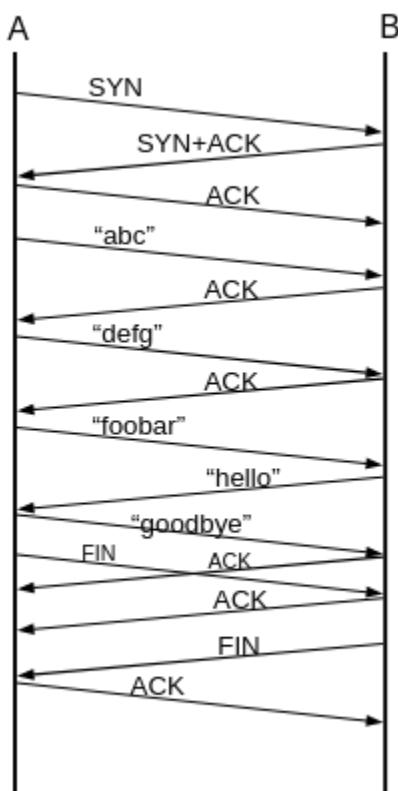 A
B
SYN
SYN+ACK
ACK
“abc”
ACK
“defg”
ACK
“foobar”
“hello”
“goodbye”
FIN
ACK
ACK
FIN
ACK